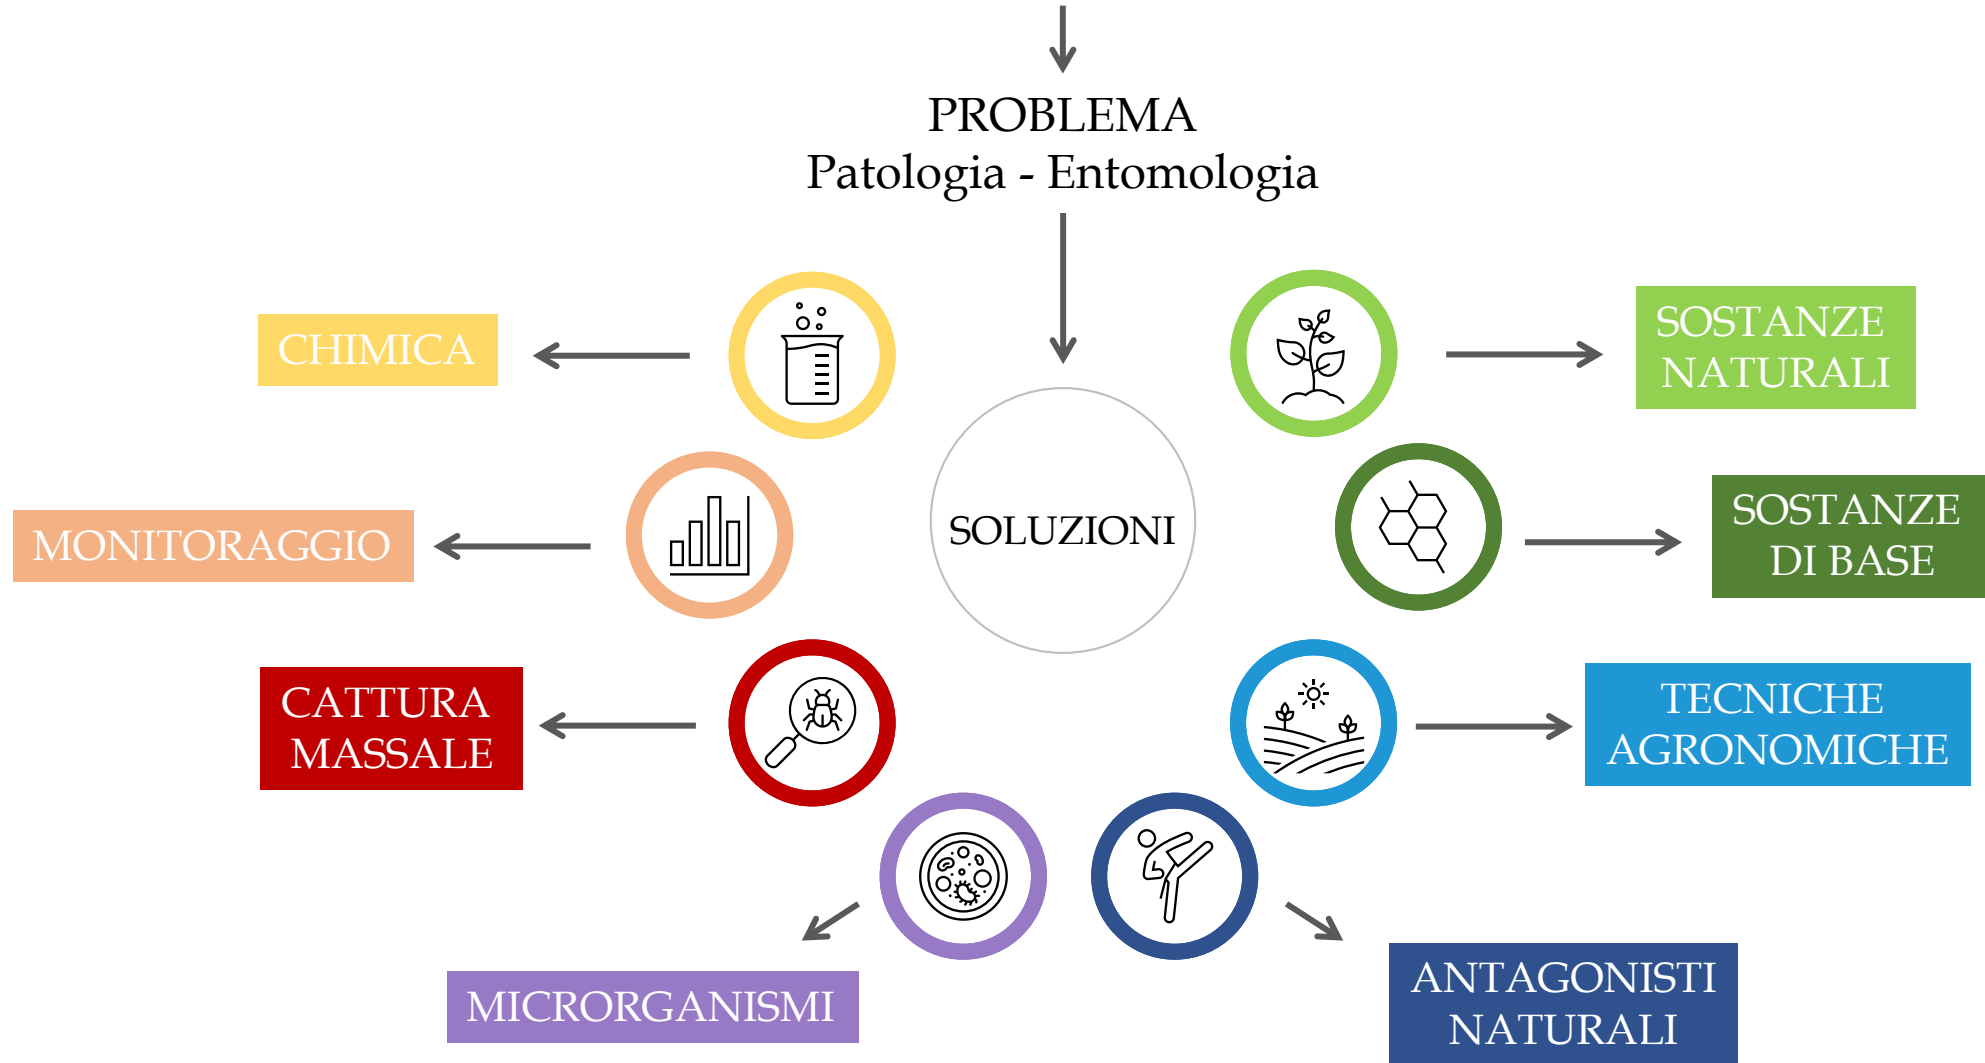 PROBLEMA
Patologia - Entomologia
SOLUZIONI
CHIMICA
MONITORAGGIO
CATTURA
MASSALE
MICRORGANISMI
SOSTANZE
NATURALI
SOSTANZE
DI BASE
TECNICHE
AGRONOMICHE
ANTAGONISTI
NATURALI